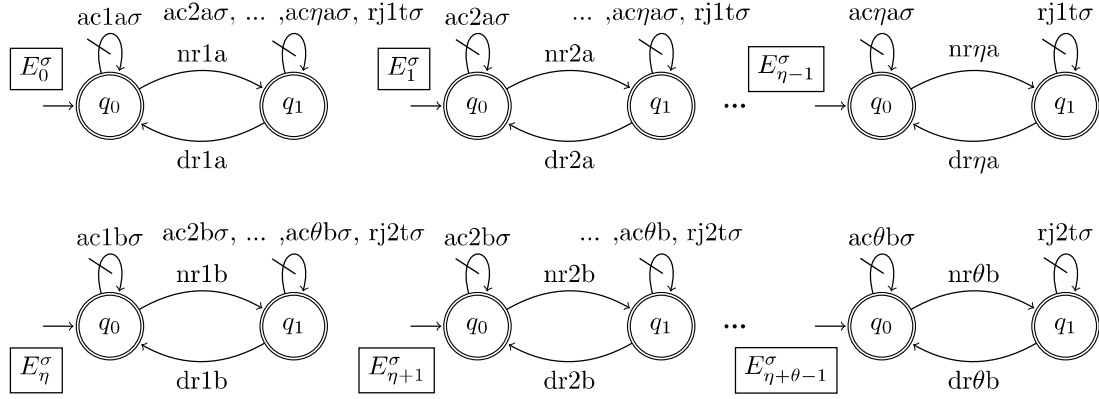 ac1aσ ac2aσ, ... ,acηaσ, rj1tσ ac2aσ ... ,acηaσ, rj1tσ acηaσ rj1tσ
E₀^σ nr1a E₁^σ nr2a E_{η−1}^σ nrηa
q₀ q₁ q₀ q₁ ... q₀ q₁
dr1a dr2a drηa
ac1bσ ac2bσ, ... ,acθbσ, rj2tσ ac2bσ ... ,acθb, rj2tσ acθbσ rj2tσ
nr1b nr2b nrθb
q₀ q₁ q₀ q₁ ... q₀ q₁
E_η^σ dr1b E_{η+1}^σ dr2b E_{η+θ−1}^σ drθb